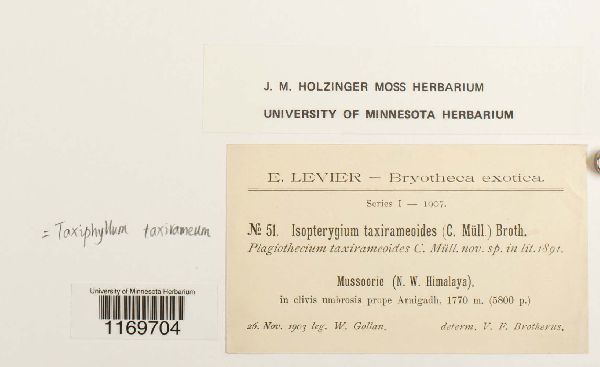 J. M. HOLZINGER MOSS HERBARIUM
UNIVERSITY OF MINNESOTA HERBARIUM
E. LEVIER — Bryotheca exotica.
Series I — 1907.
№ 51. Isopterygium taxirameoides (C. Müll.) Broth.
Plagiothecium taxirameoides C. Müll. nov. sp. in lit. 1891.
Mussoorie (N. W. Himalaya),
in clivis umbrosis prope Arnigadh, 1770 m. (5800 p.)
26. Nov. 1903 leg. W. Gollan. determ. V. F. Brotherus.
= Taxiphyllum taxirameum
University of Minnesota Herbarium
1169704